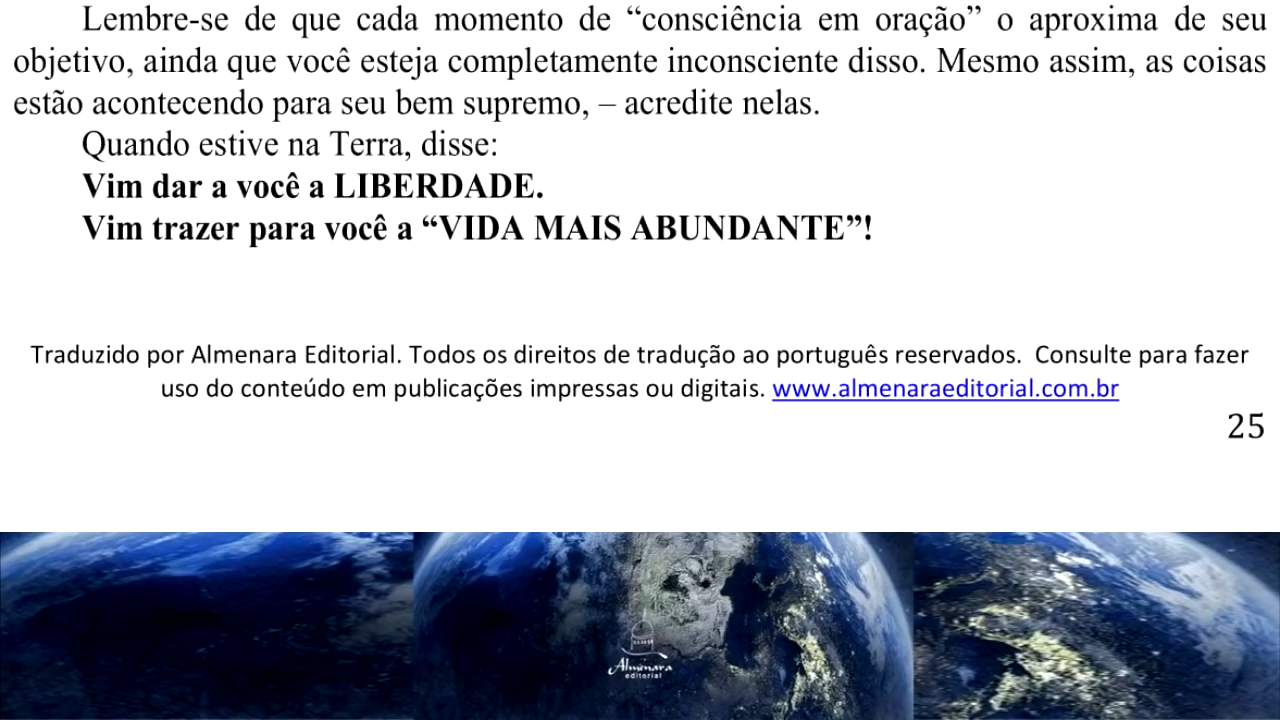 Lembre-se de que cada momento de “consciência em oração” o aproxima de seu
objetivo, ainda que você esteja completamente inconsciente disso. Mesmo assim, as coisas
estão acontecendo para seu bem supremo, – acredite nelas.
Quando estive na Terra, disse:
Vim dar a você a LIBERDADE.
Vim trazer para você a “VIDA MAIS ABUNDANTE”!
Traduzido por Almenara Editorial. Todos os direitos de tradução ao português reservados.  Consulte para fazer
uso do conteúdo em publicações impressas ou digitais. www.almenaraeditorial.com.br
25
Almenara
editorial